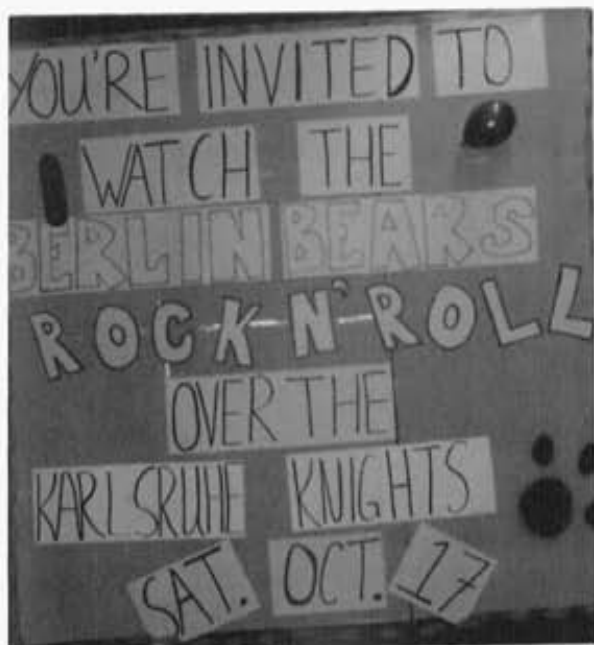 YOU'RE INVITED TO
WATCH THE
BERLIN BEARS
ROCK N' ROLL
OVER THE
KARLSRUHE KNIGHTS
SAT. OCT. 17